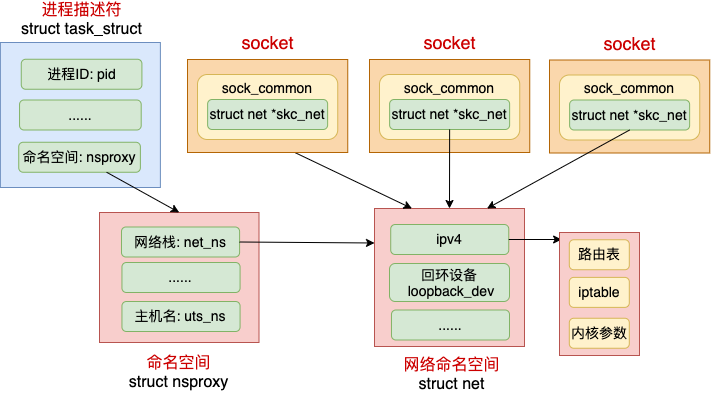 进程描述符
struct task_struct
进程ID: pid
......
命名空间: nsproxy
socket
sock_common
struct net *skc_net
socket
sock_common
struct net *skc_net
socket
sock_common
struct net *skc_net
网络栈: net_ns
......
主机名: uts_ns
命名空间
struct nsproxy
ipv4
回环设备
loopback_dev
......
网络命名空间
struct net
路由表
iptable
内核参数